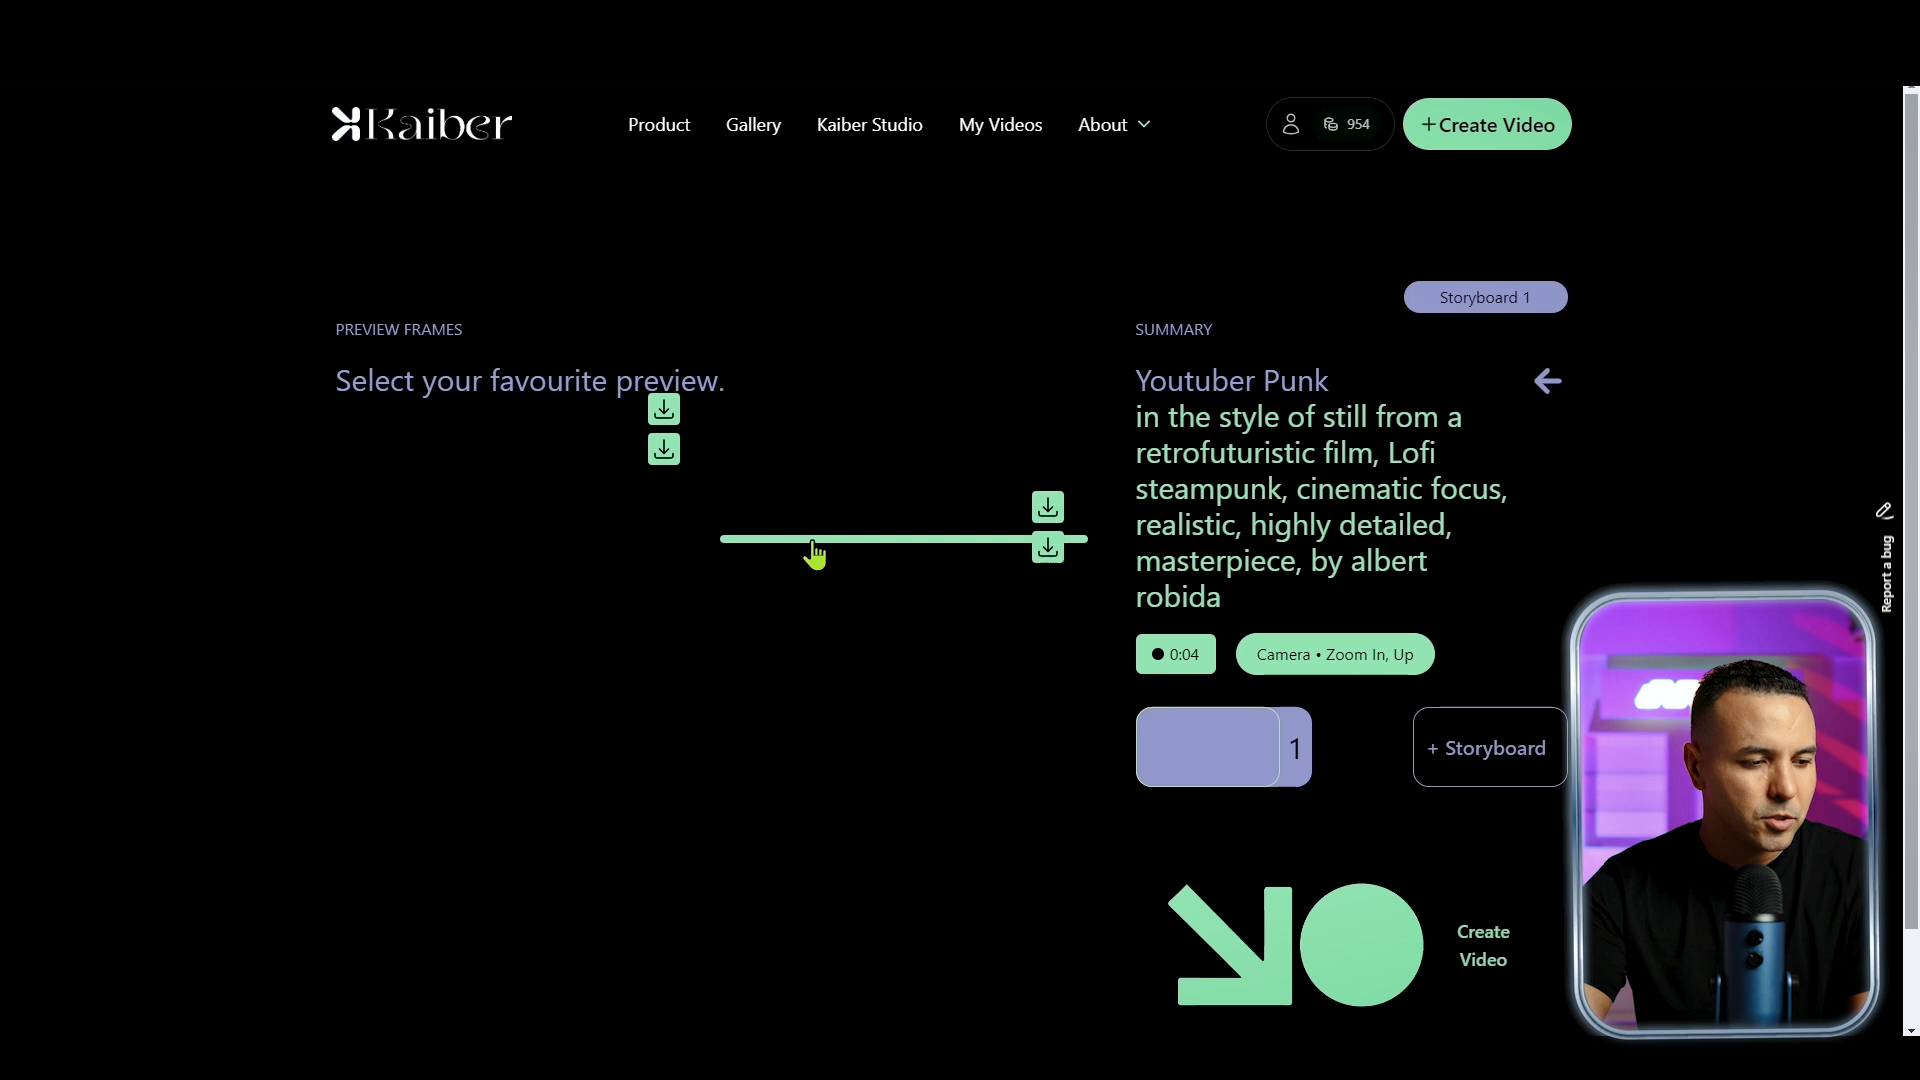 Kaiber
Product
Gallery
Kaiber Studio
My Videos
About
954
+Create Video
Storyboard 1
PREVIEW FRAMES
Select your favourite preview.
SUMMARY
Youtuber Punk
in the style of still from a
retrofuturistic film, Lofi
steampunk, cinematic focus,
realistic, highly detailed,
masterpiece, by albert
robida
0:04
Camera • Zoom In, Up
1
+ Storyboard
Create
Video
Report a bug